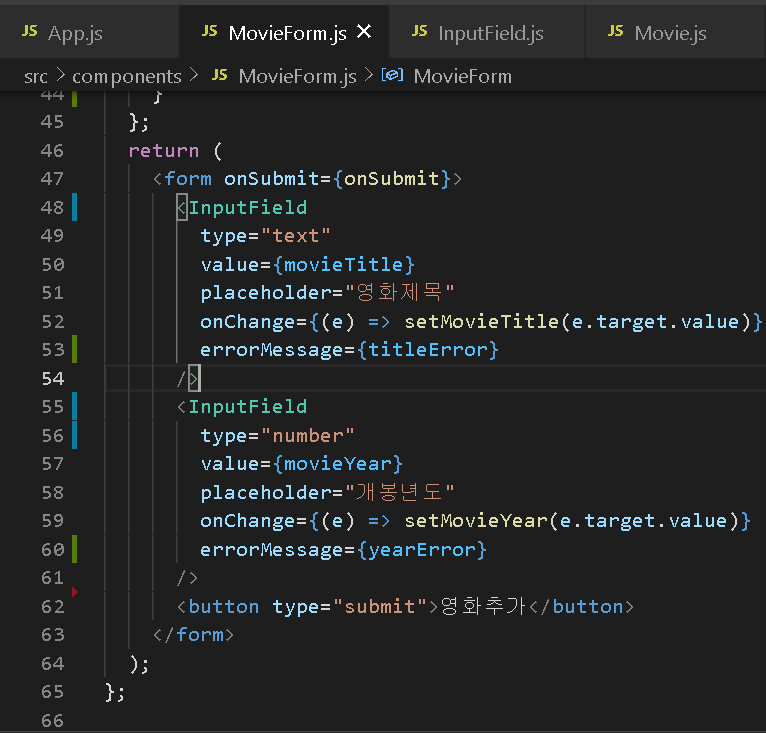 JS App.js JS MovieForm.js × JS InputField.js JS Movie.js
src > components > JS MovieForm.js > MovieForm
44 }
45 };
46 return (
47 <form onSubmit={onSubmit}>
48 <InputField
49 type="text"
50 value={movieTitle}
51 placeholder="영화제목"
52 onChange={(e) => setMovieTitle(e.target.value)}
53 errorMessage={titleError}
54 />
55 <InputField
56 type="number"
57 value={movieYear}
58 placeholder="개봉년도"
59 onChange={(e) => setMovieYear(e.target.value)}
60 errorMessage={yearError}
61 />
62 <button type="submit">영화추가</button>
63 </form>
64 );
65 };
66